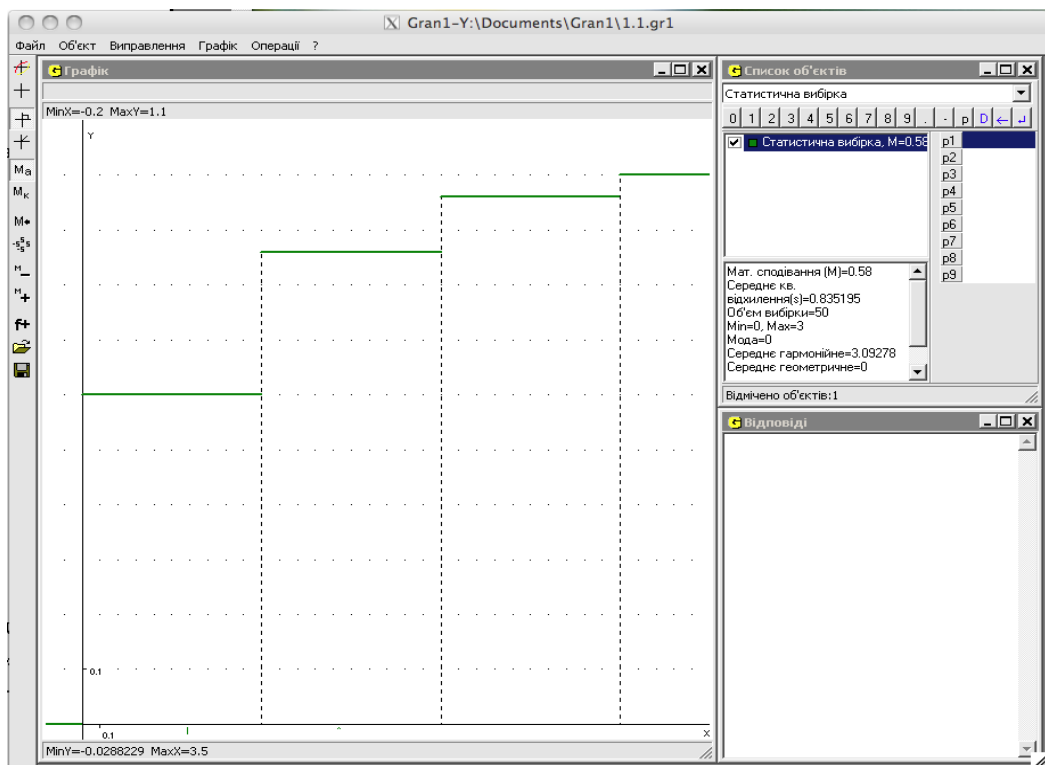 Gran1-Y:\Documents\Gran1\1.1.gr1
Файл Об'єкт Виправлення Графік Операції ?
Графік
MinX=-0.2 MaxY=1.1
Y
0.1
0.1
X
MinY=-0.0288229 MaxX=3.5
Ma
Mк
M
-s s s
M
M
f+
Список об'єктів
Статистична вибірка
0 1 2 3 4 5 6 7 8 9 . - p D ← ↵
Статистична вибірка, M=0.58
p1
p2
p3
p4
p5
p6
p7
p8
p9
Мат. сподівання (M)=0.58
Середнє кв.
відхилення(s)=0.835195
Об'єм вибірки=50
Min=0, Max=3
Мода=0
Середнє гармонійне=3.09278
Середнє геометричне=0
Відмічено об'єктів:1
Відповіді